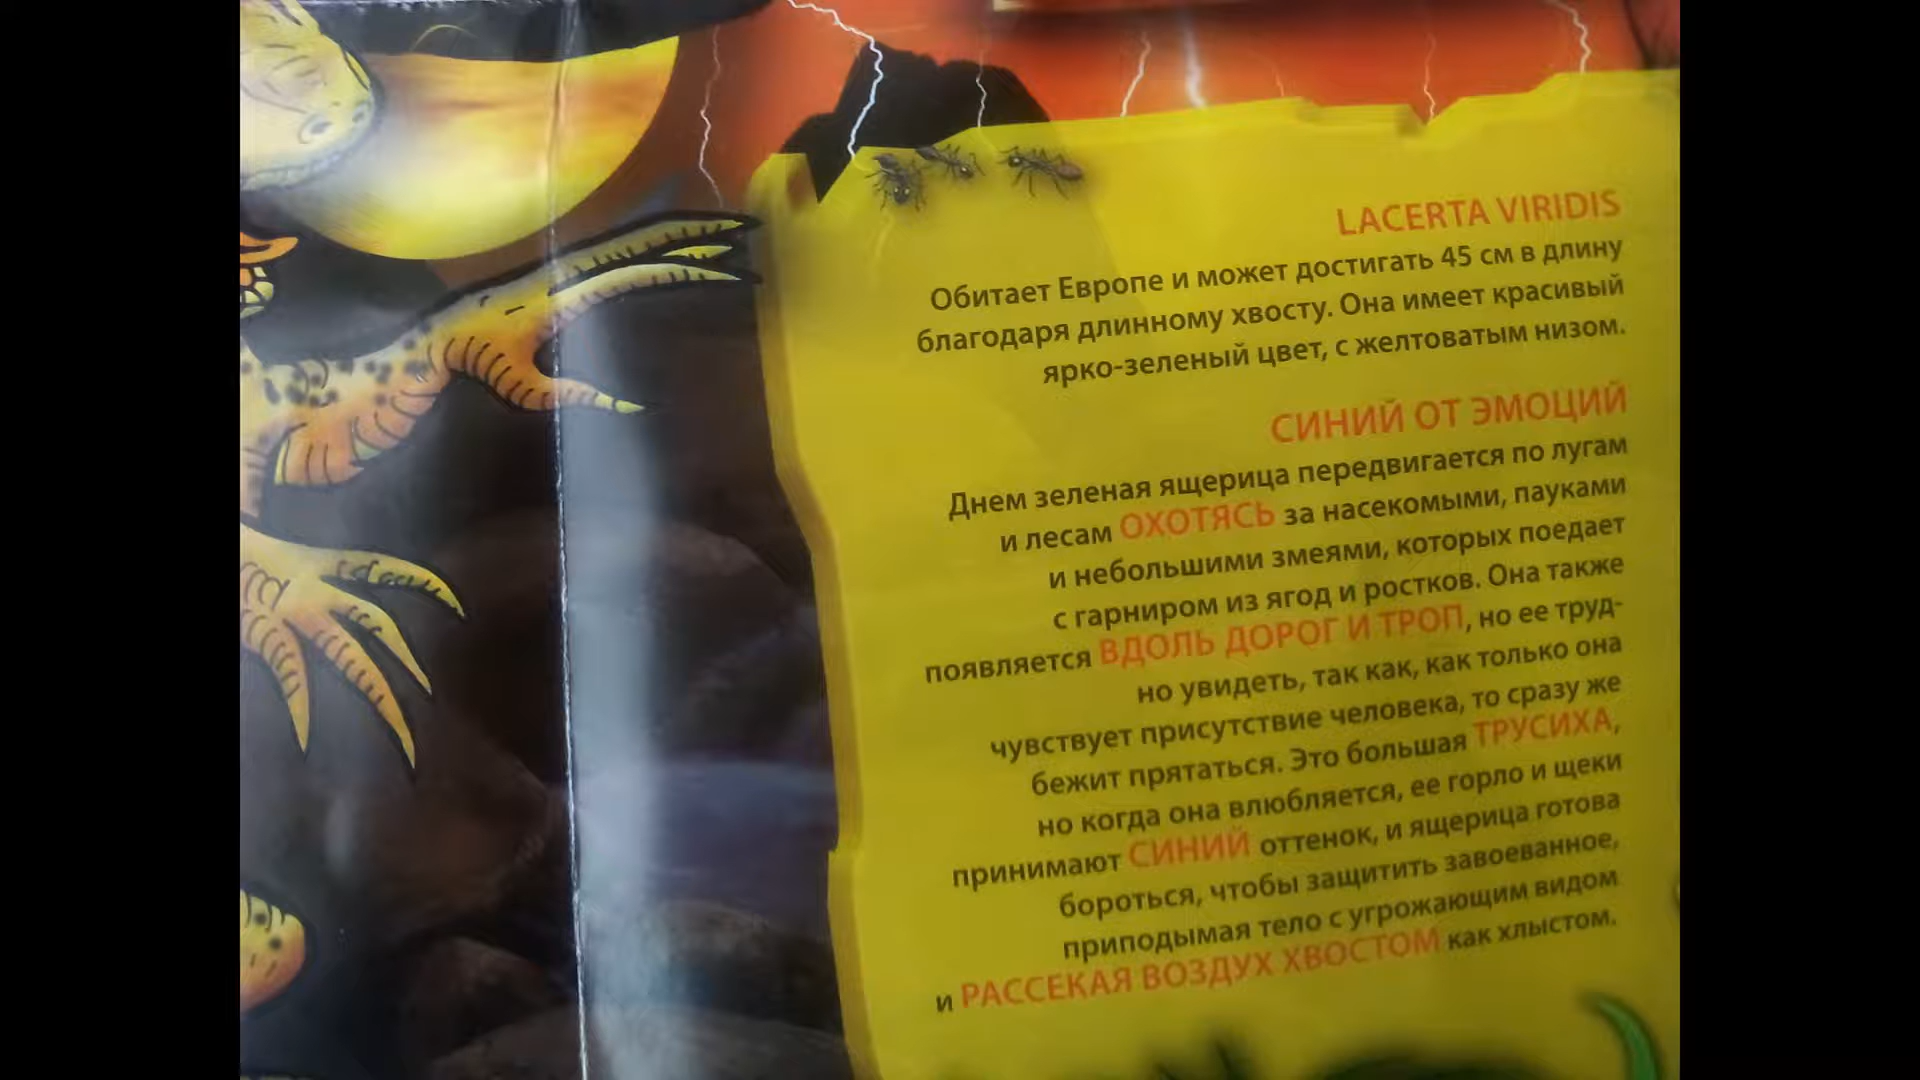 LACERTA VIRIDIS
Обитает Европе и может достигать 45 см в длину
благодаря длинному хвосту. Она имеет красивый
ярко-зеленый цвет, с желтоватым низом.
СИНИЙ ОТ ЭМОЦИЙ
Днем зеленая ящерица передвигается по лугам
и лесам ОХОТЯСЬ за насекомыми, пауками
и небольшими змеями, которых поедает
с гарниром из ягод и ростков. Она также
появляется ВДОЛЬ ДОРОГ И ТРОП, но ее труд-
но увидеть, так как, как только она
чувствует присутствие человека, то сразу же
бежит прятаться. Это большая ТРУСИХА,
но когда она влюбляется, ее горло и щеки
принимают СИНИЙ оттенок, и ящерица готова
бороться, чтобы защитить завоеванное,
приподымая тело с угрожающим видом
и РАССЕКАЯ ВОЗДУХ ХВОСТОМ как хлыстом.